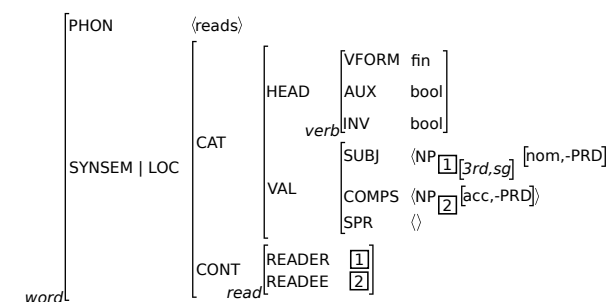 PHON ⟨reads⟩
VFORM fin
HEAD AUX bool
verb INV bool
CAT
SYNSEM | LOC
SUBJ ⟨NP 1 [3rd,sg] [nom,-PRD]
VAL
COMPS ⟨NP 2 [acc,-PRD]⟩
SPR ⟨⟩
READER 1
CONT
word read READEE 2